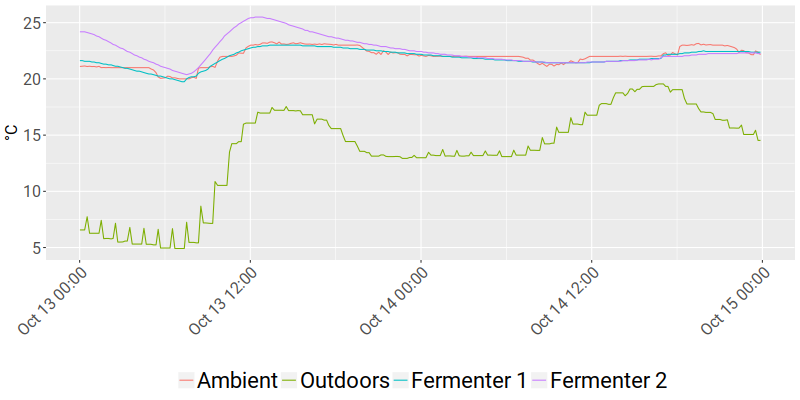 °C
25
20
15
10
5
Oct 13 00:00
Oct 13 12:00
Oct 14 00:00
Oct 14 12:00
Oct 15 00:00
Ambient Outdoors Fermenter 1 Fermenter 2